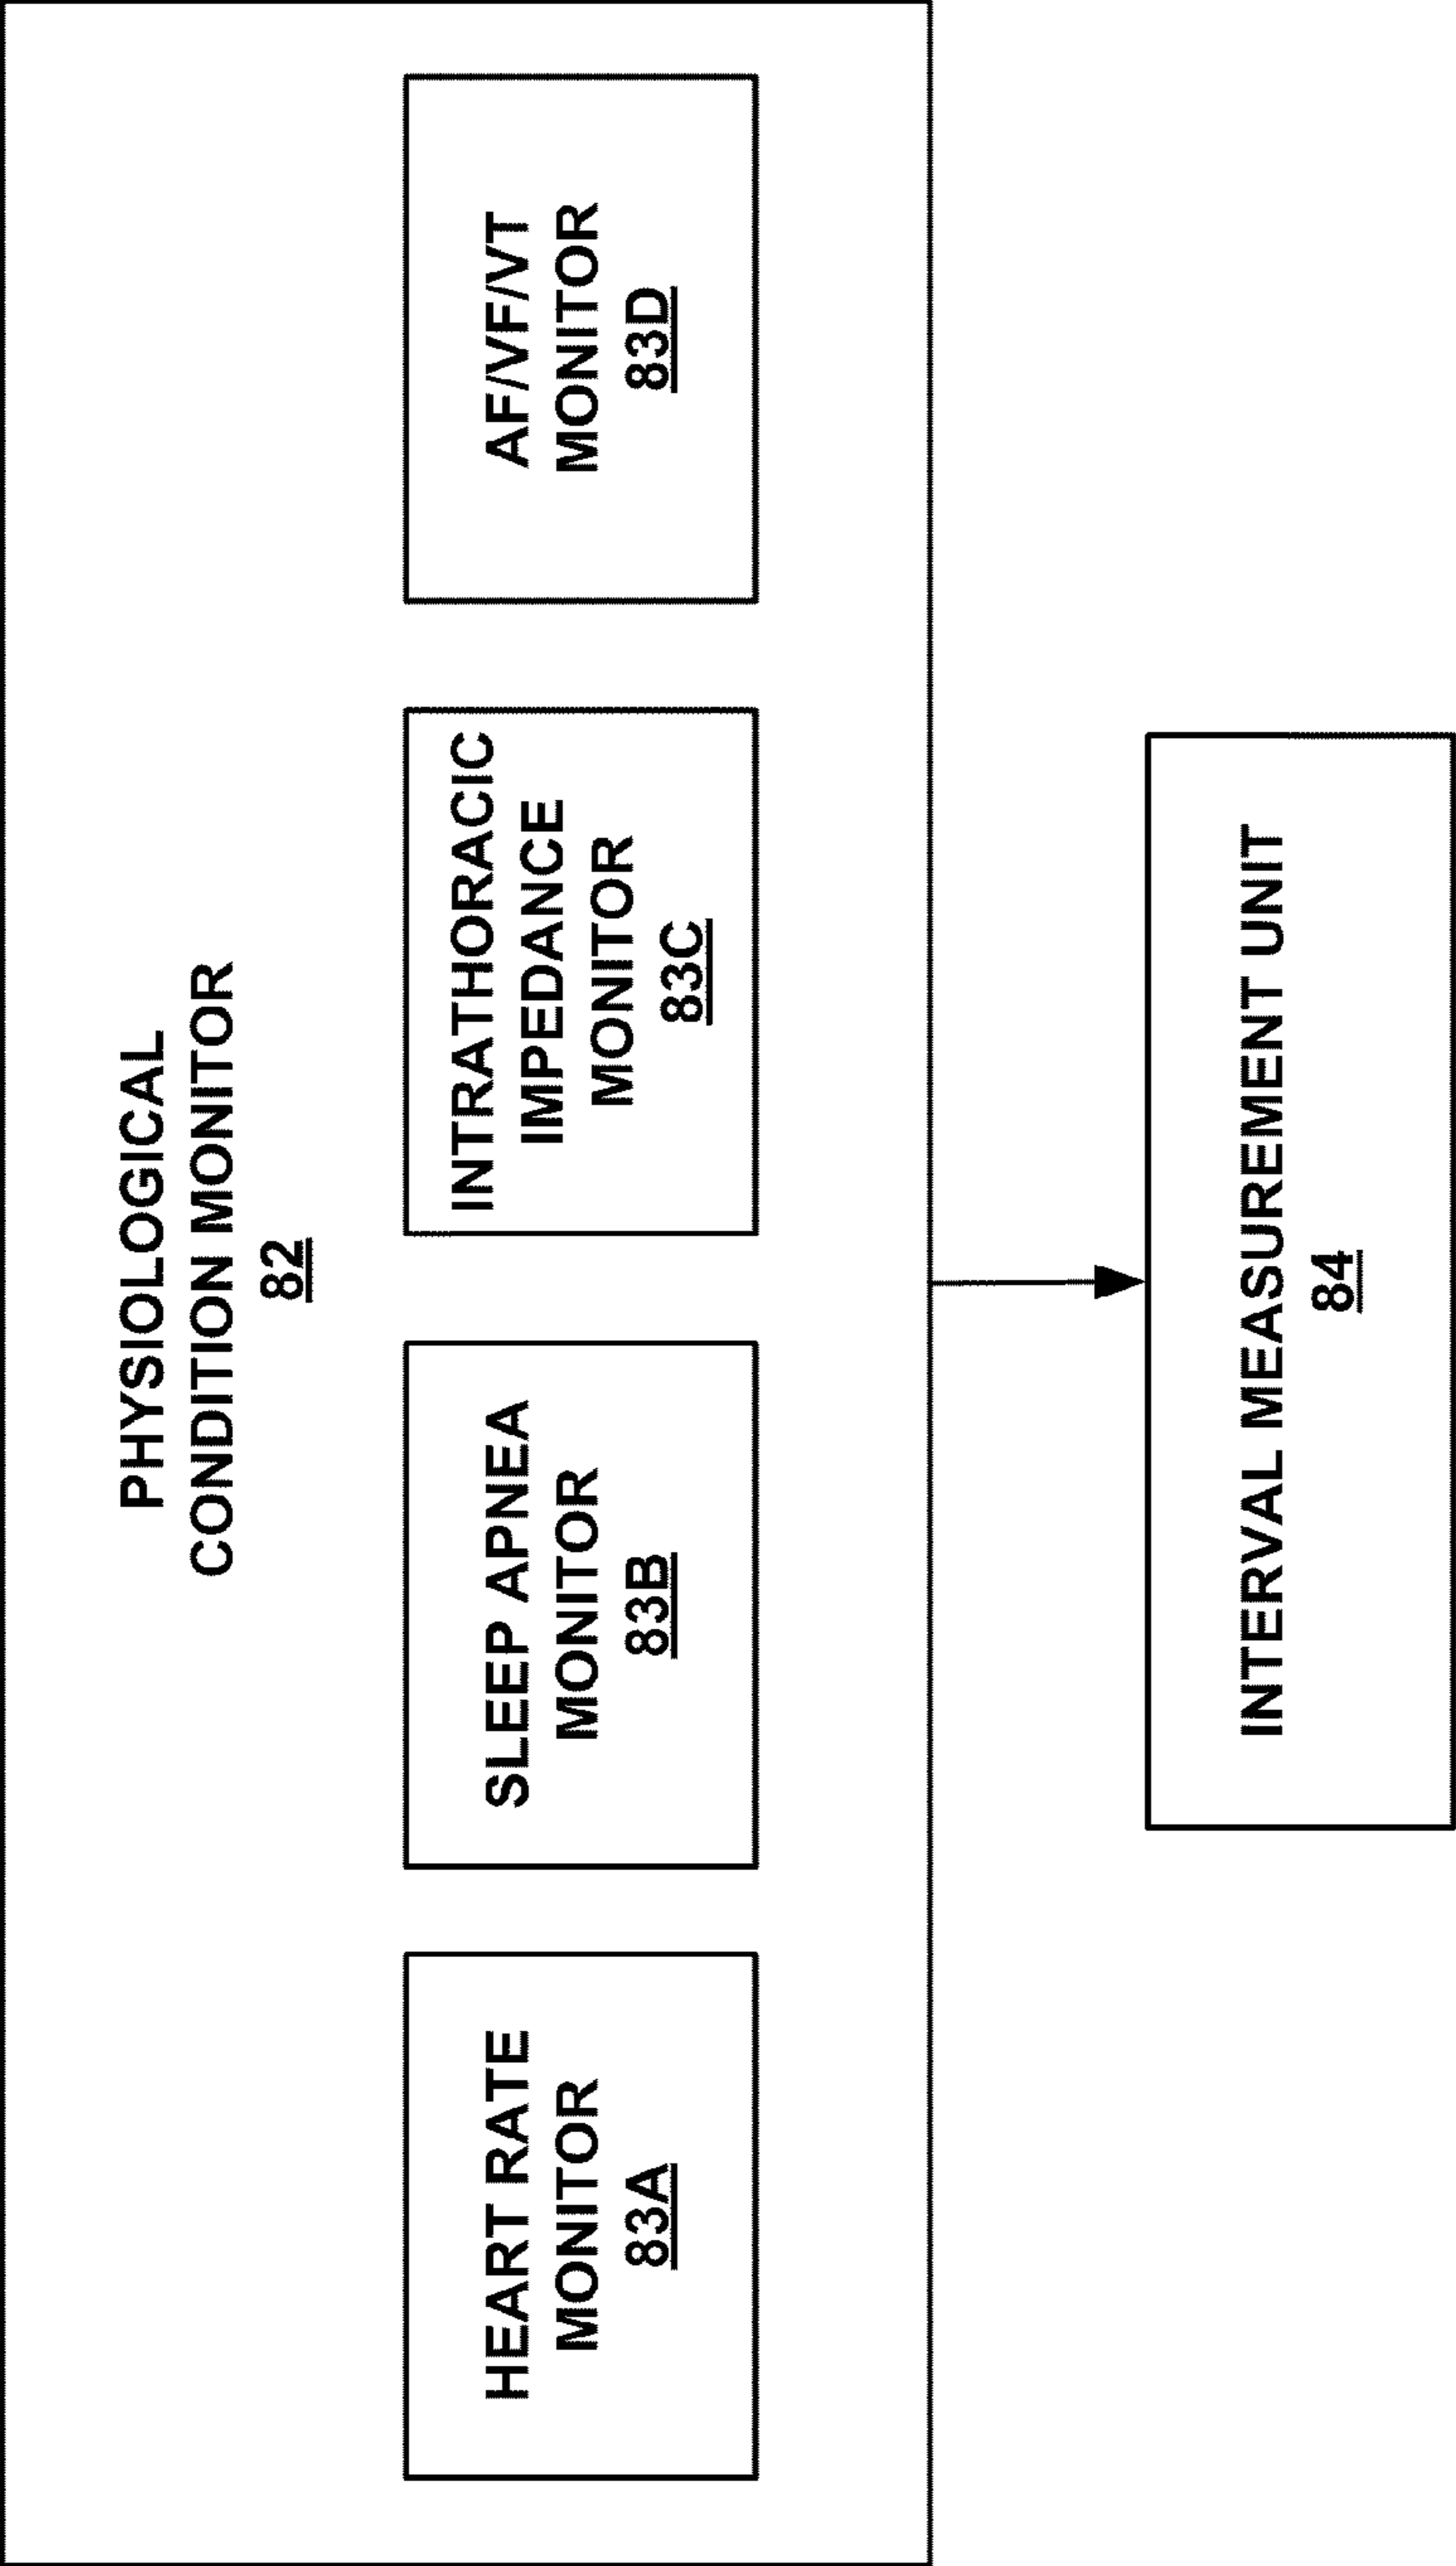 PHYSIOLOGICAL
CONDITION MONITOR
82
HEART RATE
MONITOR
83A
SLEEP APNEA
MONITOR
83B
INTRATHORACIC
IMPEDANCE
MONITOR
83C
AF/VF/VT
MONITOR
83D
INTERVAL MEASUREMENT UNIT
84